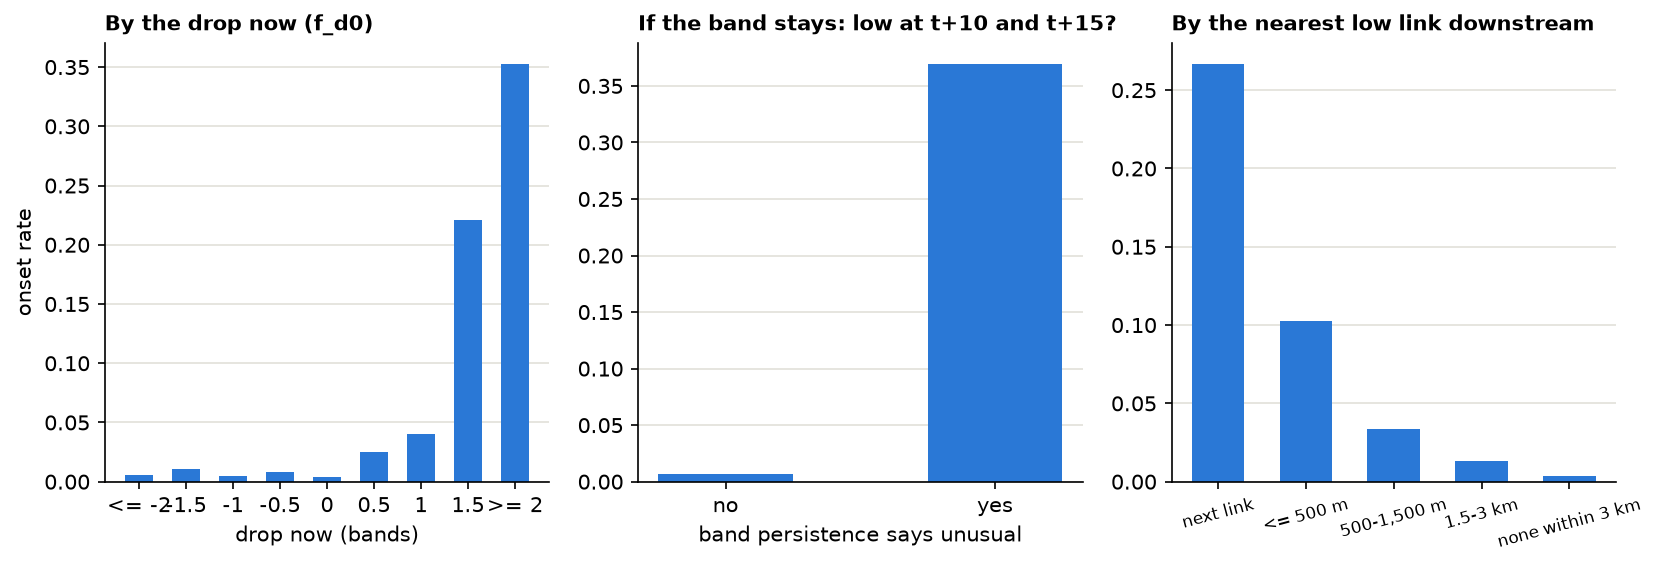 By the drop now (f_d0)
0.35
0.30
0.25
0.20
0.15
0.10
0.05
0.00
onset rate
<= -2 -1.5 -1 -0.5 0 0.5 1 1.5 >= 2
drop now (bands)
If the band stays: low at t+10 and t+15?
0.35
0.30
0.25
0.20
0.15
0.10
0.05
0.00
no yes
band persistence says unusual
By the nearest low link downstream
0.25
0.20
0.15
0.10
0.05
0.00
next link
<= 500 m
500-1,500 m
1.5-3 km
none within 3 km